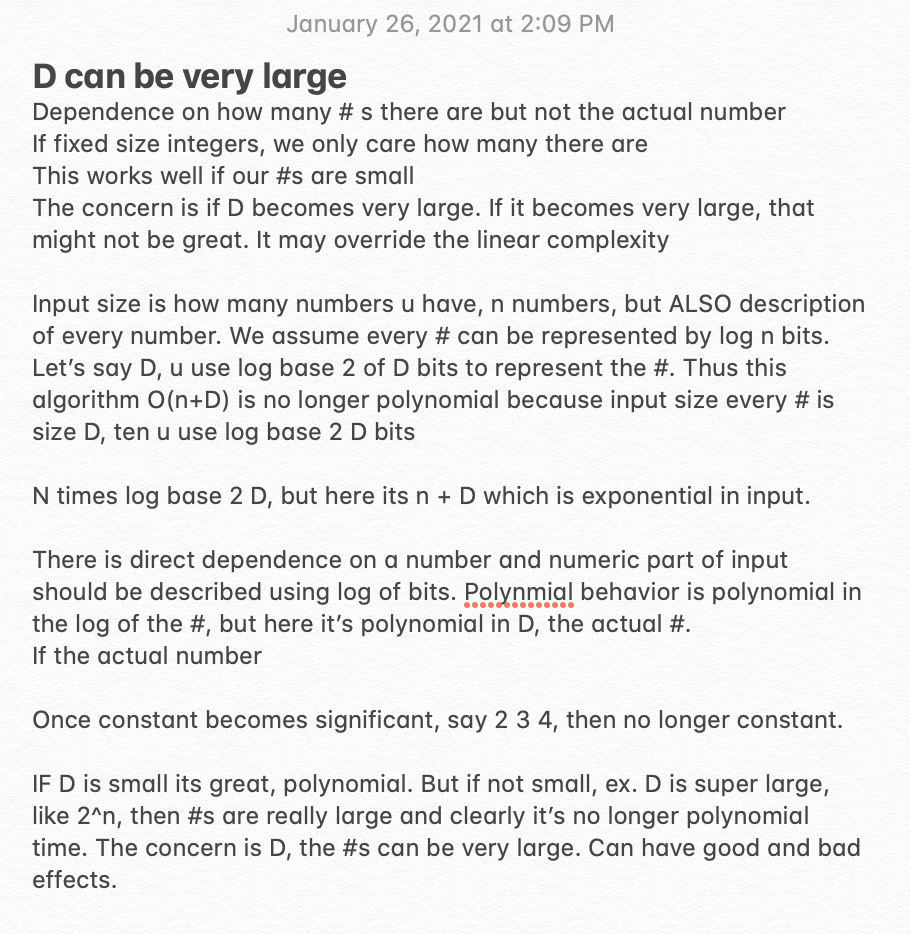 January 26, 2021 at 2:09 PM
D can be very large
Dependence on how many # s there are but not the actual number
If fixed size integers, we only care how many there are
This works well if our #s are small
The concern is if D becomes very large. If it becomes very large, that
might not be great. It may override the linear complexity
Input size is how many numbers u have, n numbers, but ALSO description
of every number. We assume every # can be represented by log n bits.
Let’s say D, u use log base 2 of D bits to represent the #. Thus this
algorithm O(n+D) is no longer polynomial because input size every # is
size D, ten u use log base 2 D bits
N times log base 2 D, but here its n + D which is exponential in input.
There is direct dependence on a number and numeric part of input
should be described using log of bits. Polynmial behavior is polynomial in
the log of the #, but here it’s polynomial in D, the actual #.
If the actual number
Once constant becomes significant, say 2 3 4, then no longer constant.
IF D is small its great, polynomial. But if not small, ex. D is super large,
like 2^n, then #s are really large and clearly it’s no longer polynomial
time. The concern is D, the #s can be very large. Can have good and bad
effects.